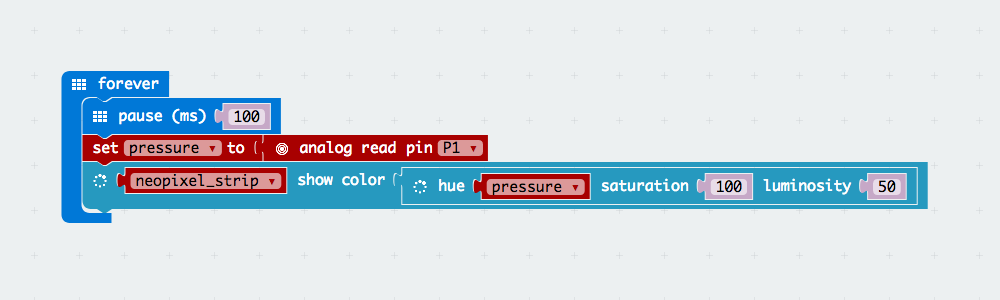 forever
pause (ms) 100
set pressure to analog read pin P1
neopixel_strip show color hue pressure saturation 100 luminosity 50